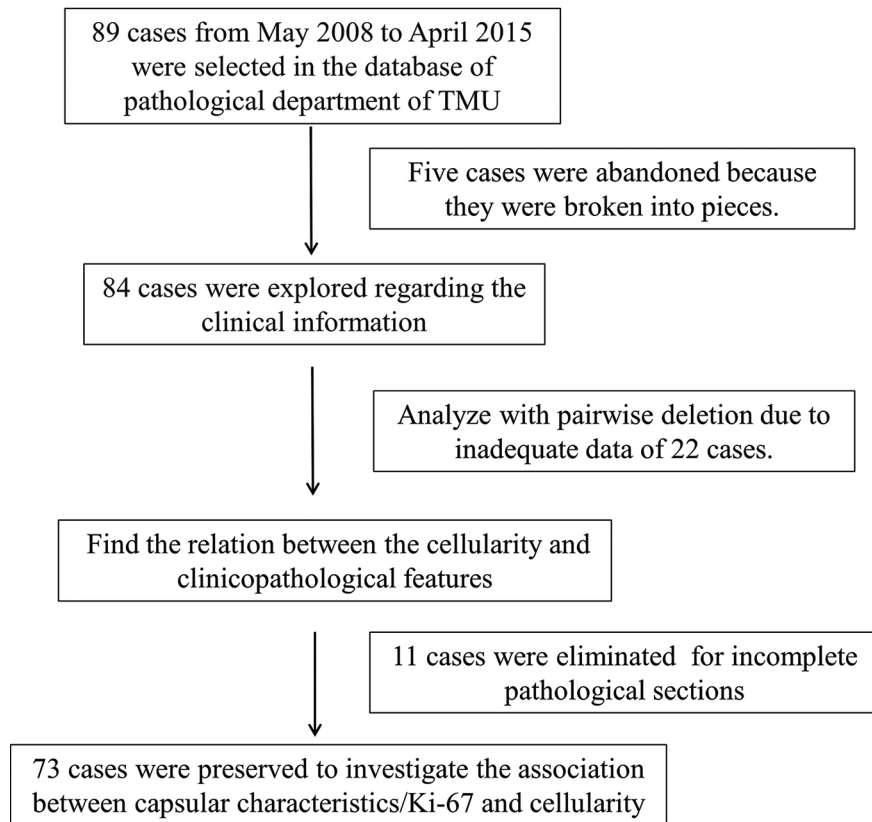 89 cases from May 2008 to April 2015
were selected in the database of
pathological department of TMU
Five cases were abandoned because
they were broken into pieces.
84 cases were explored regarding the
clinical information
Analyze with pairwise deletion due to
inadequate data of 22 cases.
Find the relation between the cellularity and
clinicopathological features
11 cases were eliminated for incomplete
pathological sections
73 cases were preserved to investigate the association
between capsular characteristics/Ki-67 and cellularity